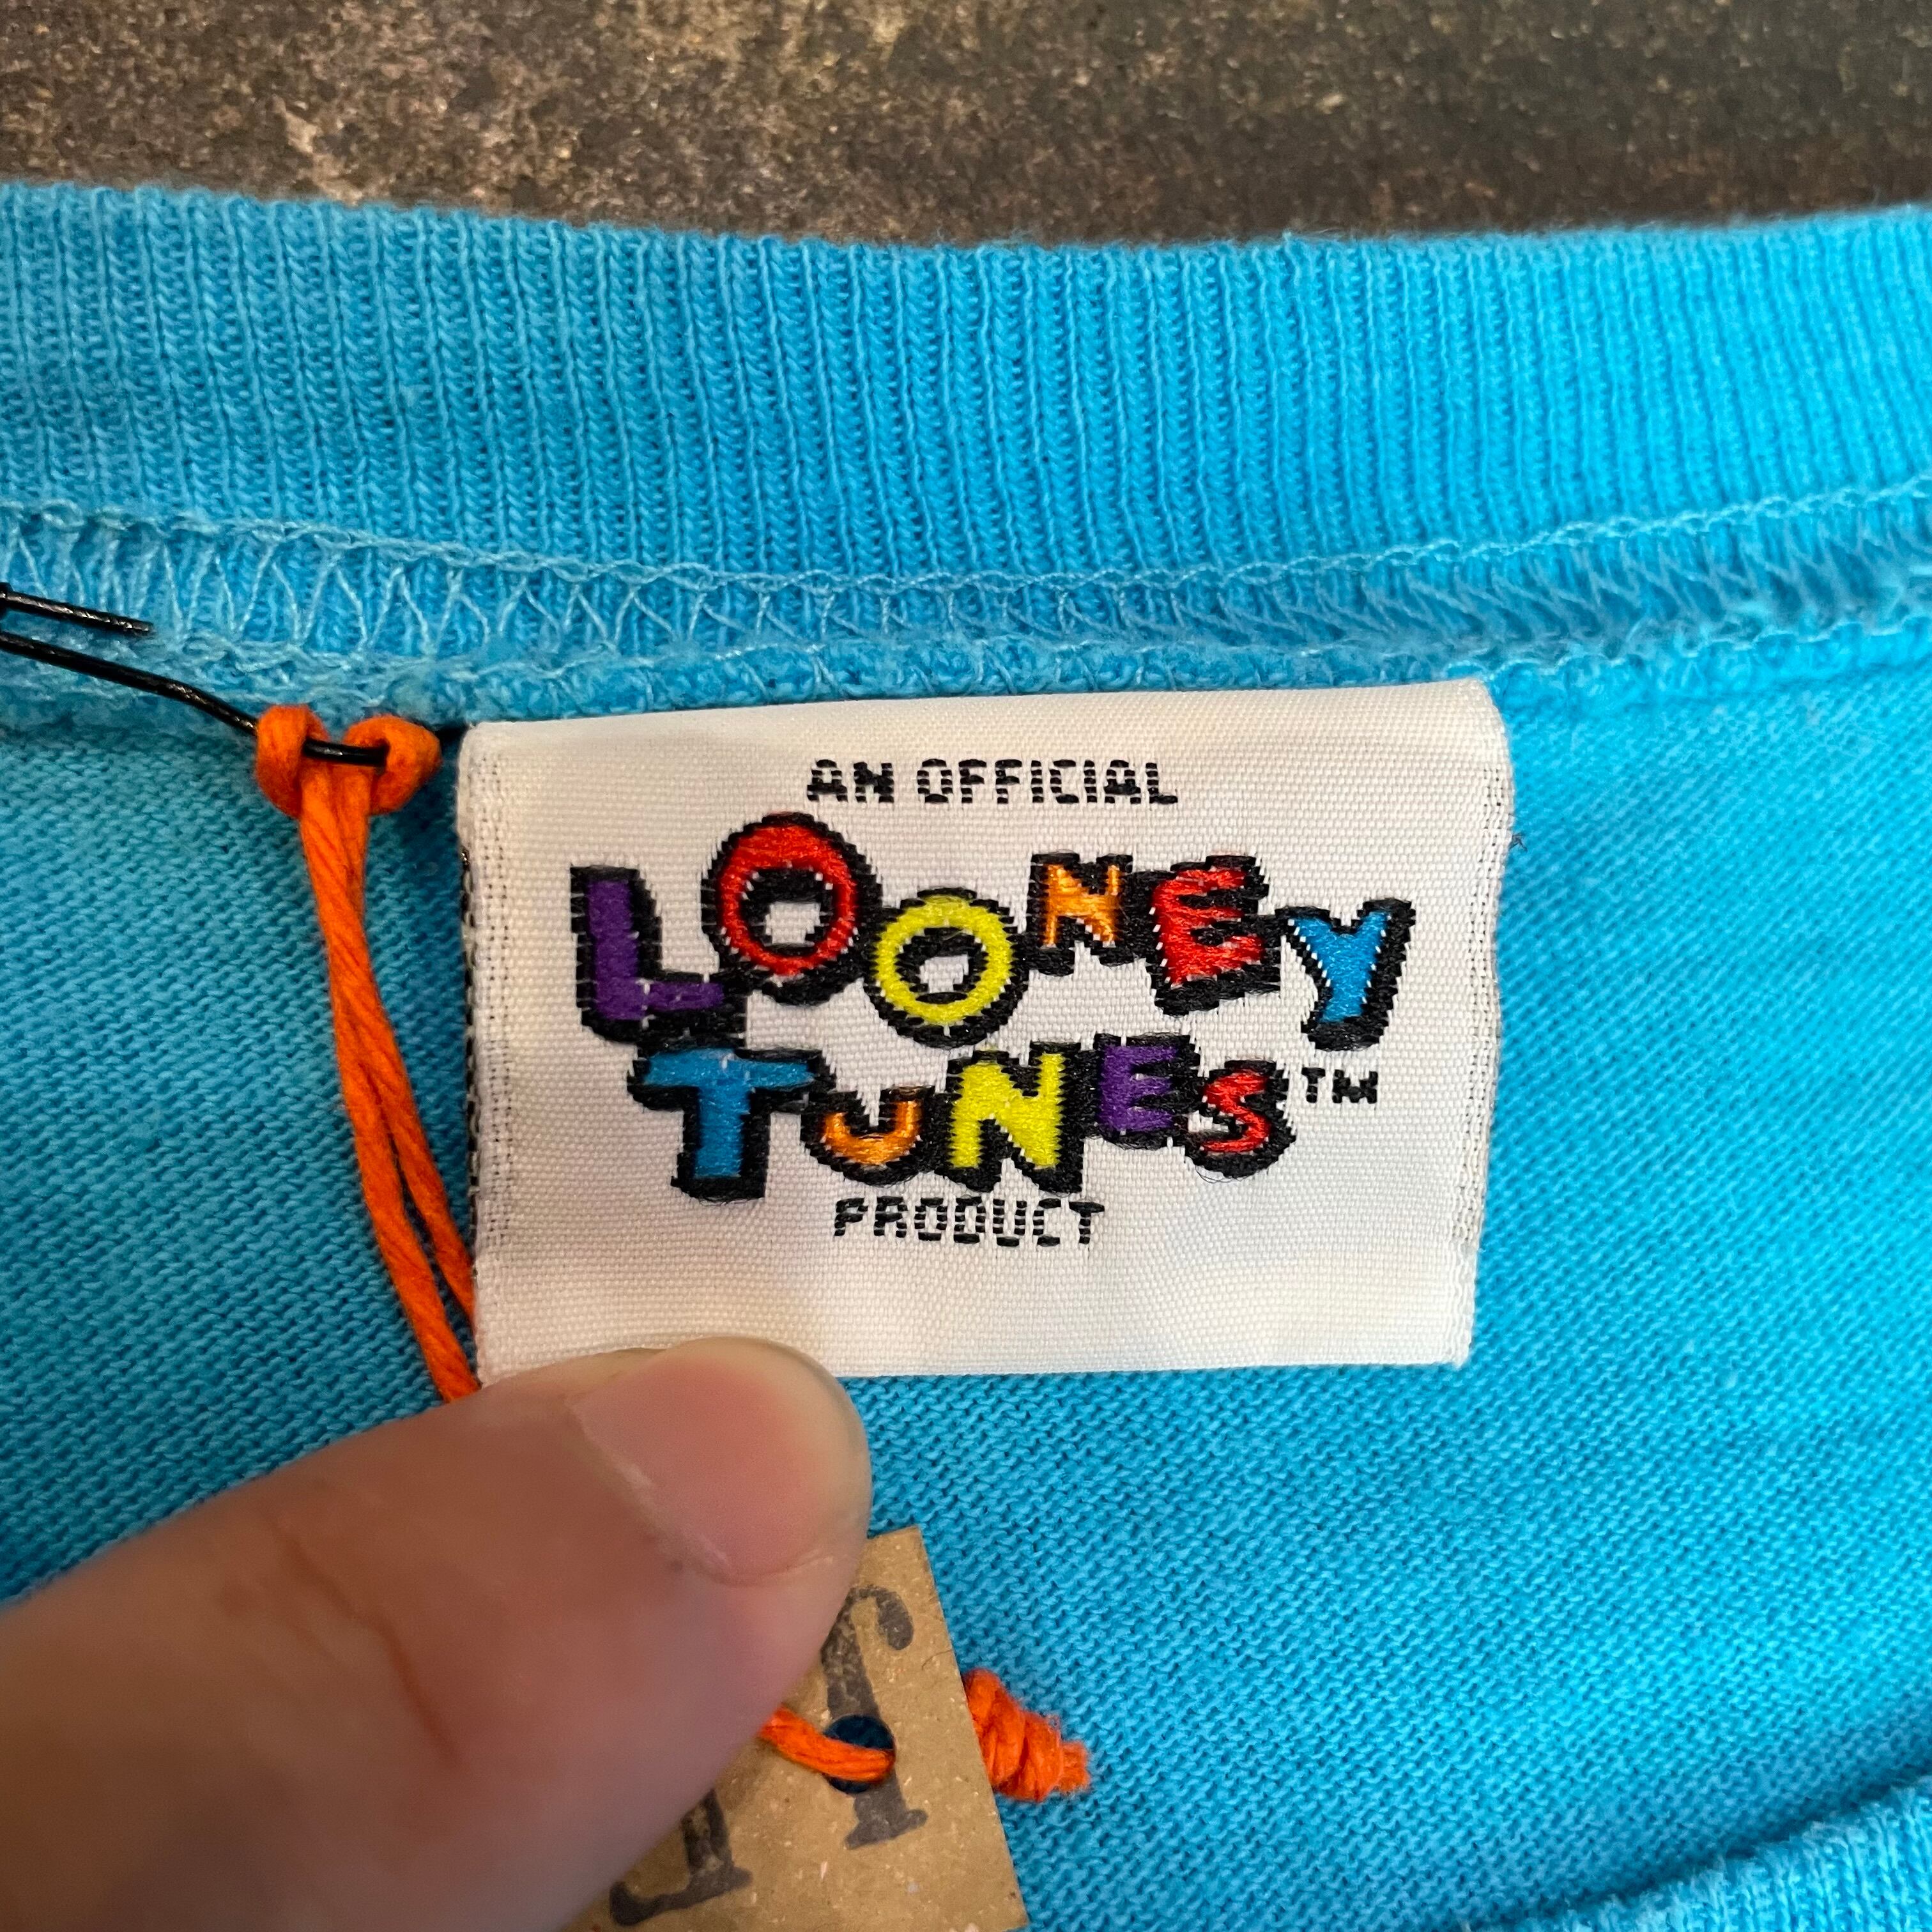 AN OFFICIAL
LOONEY
TUNES™
PRODUCT